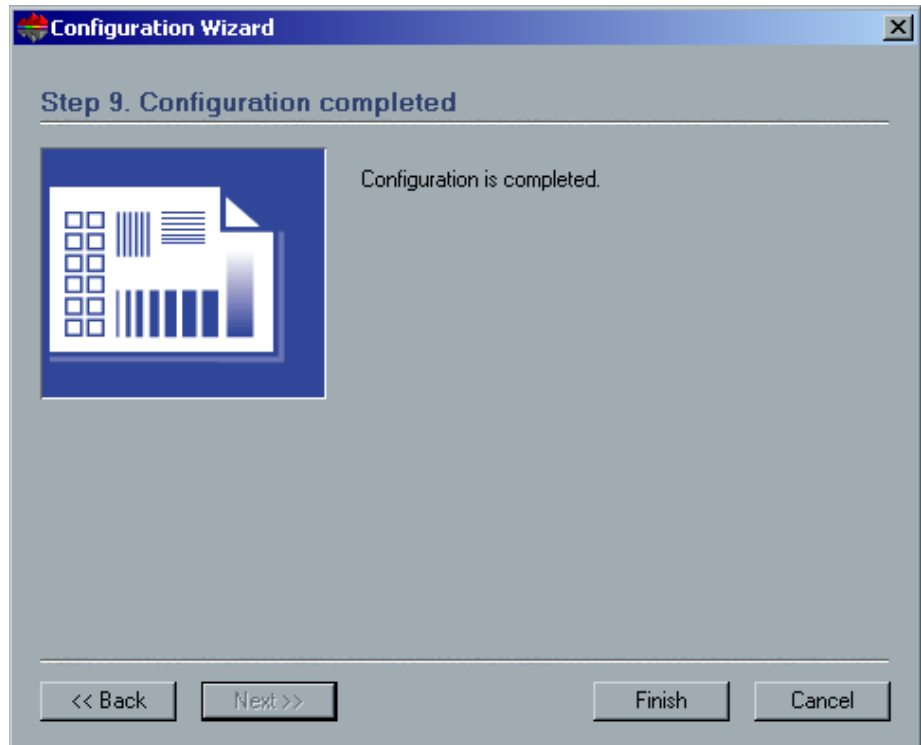 Configuration Wizard
Step 9. Configuration completed
Configuration is completed.
<< Back
Next >>
Finish
Cancel